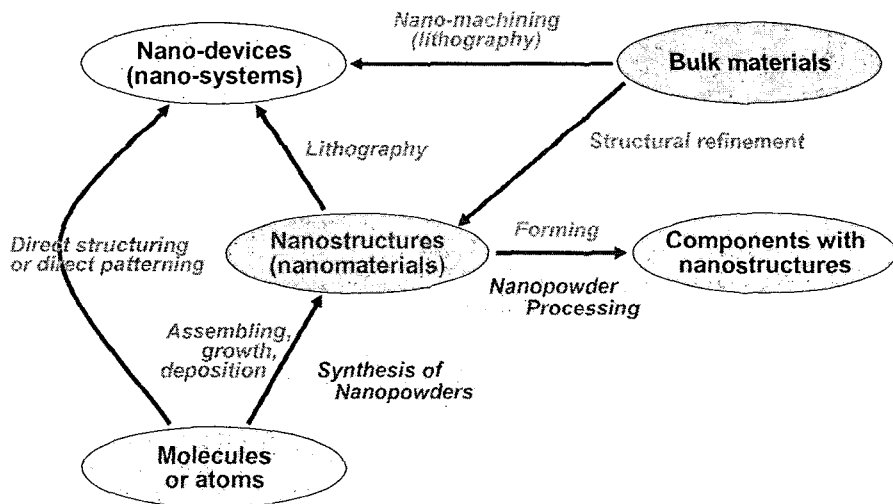 Nano-machining
(lithography)
Nano-devices
(nano-systems)
Bulk materials
Lithography
Structural refinement
Direct structuring
or direct patterning
Nanostructures
(nanomaterials)
Forming
Components with
nanostructures
Nanopowder
Processing
Assembling,
growth,
deposition
Synthesis of
Nanopowders
Molecules
or atoms